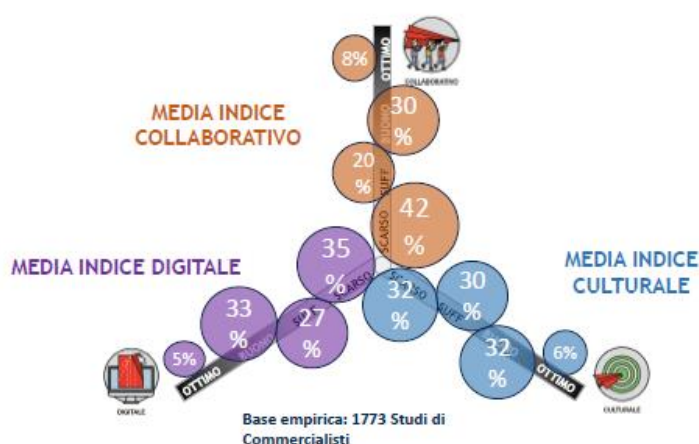 8%
OTTIMO
COLLABORATIVO
MEDIA INDICE
COLLABORATIVO
30
%
BUONO
20
%
SUFF
42
%
SCARSO
MEDIA INDICE DIGITALE
35
%
SCARSO
33
%
BUONO
27
%
5%
OTTIMO
DIGITALE
MEDIA INDICE
CULTURALE
32
%
SCARSO
30
%
SUFF
32
%
6%
OTTIMO
CULTURALE
Base empirica: 1773 Studi di
Commercialisti